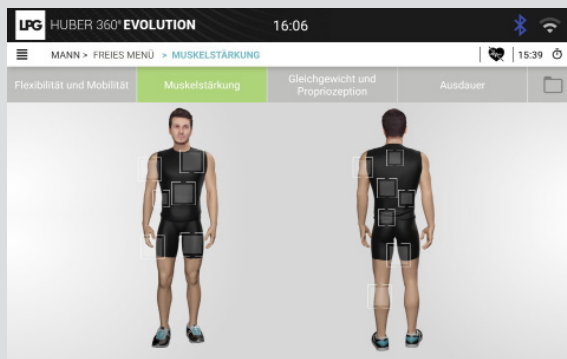 LPG HUBER 360° EVOLUTION 16:06
MANN > FREIES MENÜ > MUSKELSTÄRKUNG 15:39
Flexibilität und Mobilität
Muskelstärkung
Gleichgewicht und
Propriozeption
Ausdauer